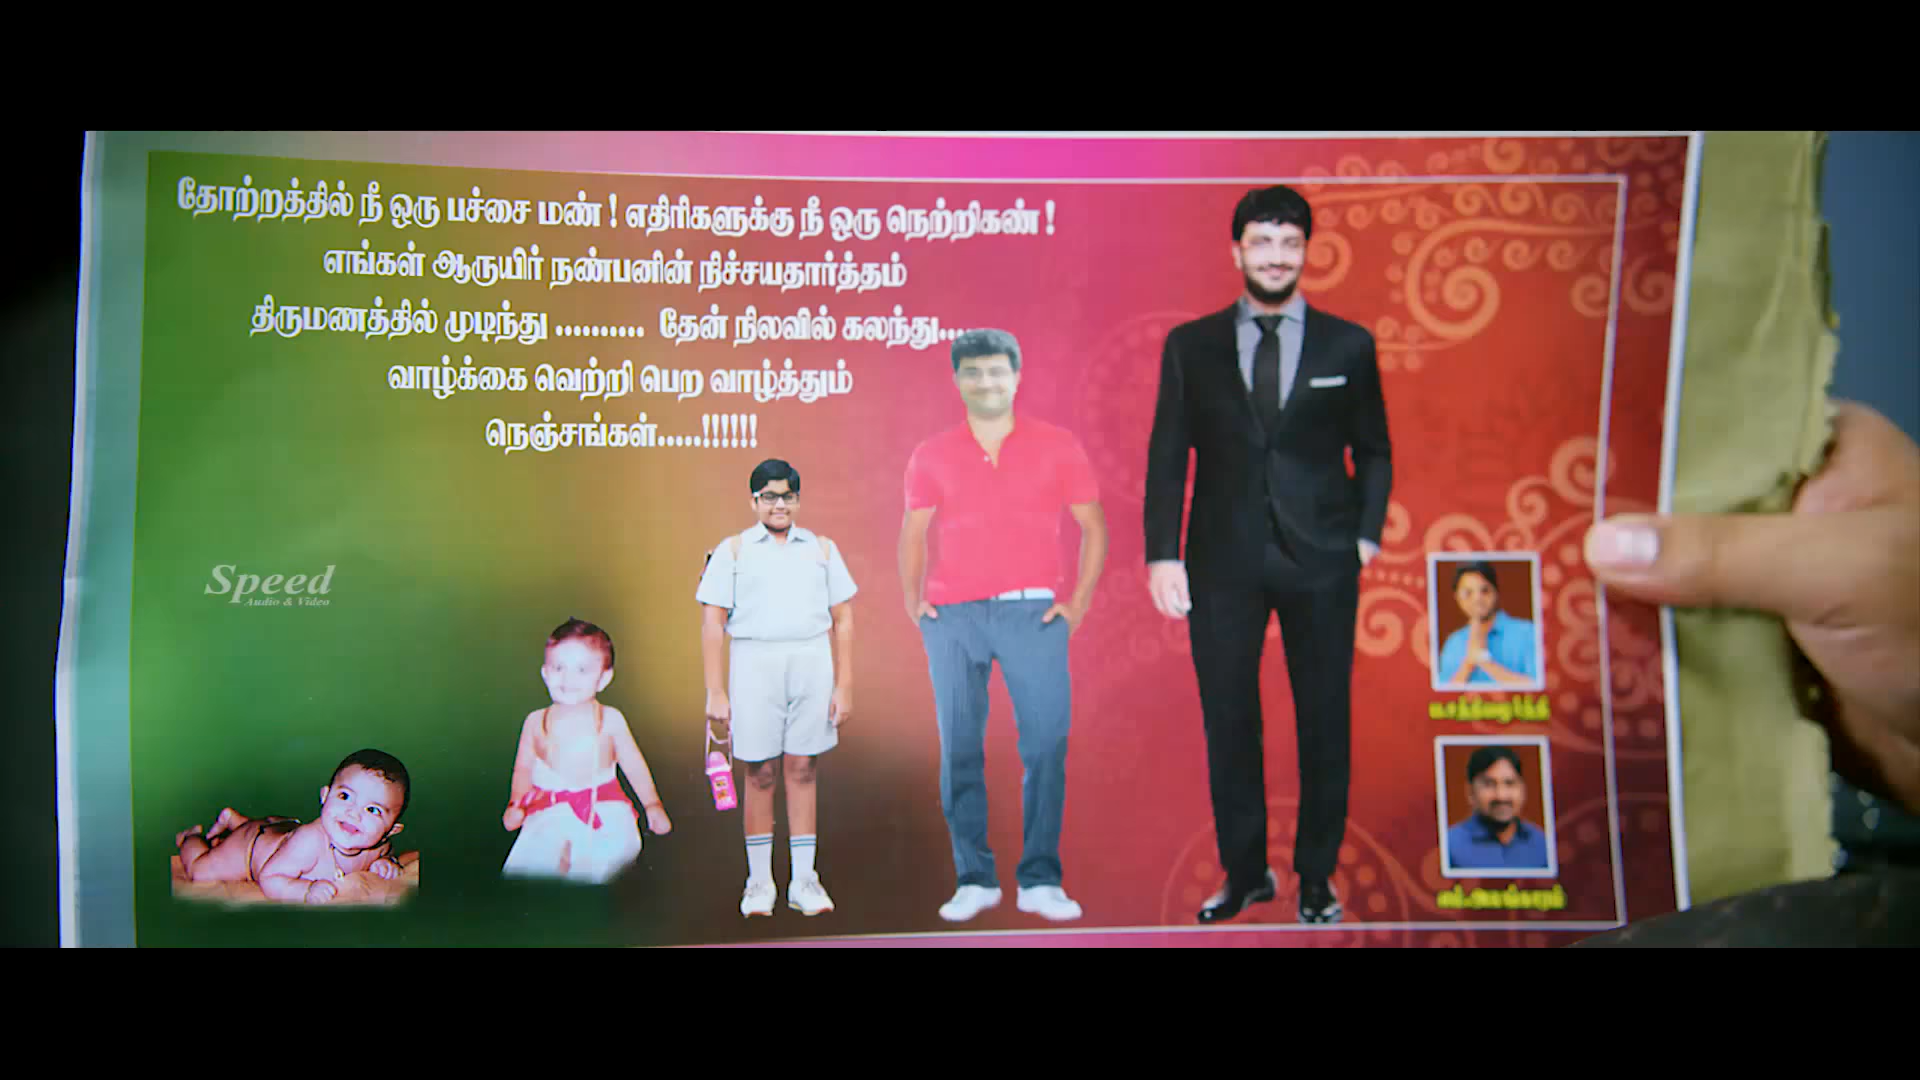 தோற்றத்தில் நீ ஒரு பச்சை மண் ! எதிரிகளுக்கு நீ ஒரு நெற்றிகண் !
எங்கள் ஆருயிர் நண்பனின் நிச்சயதார்த்தம்
திருமணத்தில் முடிந்து .......... தேன் நிலவில் கலந்து....
வாழ்க்கை வெற்றி பெற வாழ்த்தும்
நெஞ்சங்கள்.....!!!!!!
Speed
Audio & Video